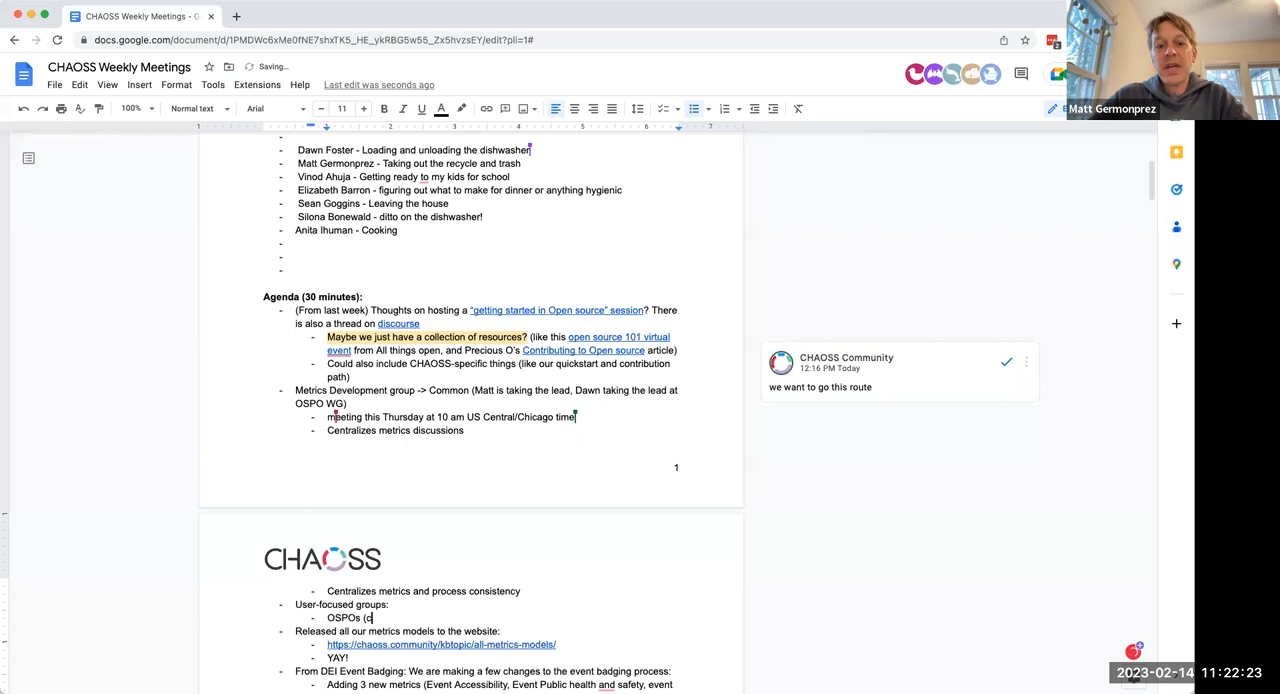 CHAOSS Weekly Meetings - G
docs.google.com/document/d/1PMDWc6xMe0fNE7shxTK5_HE_ykRBG5w55_Zx5hvzsEY/edit?pli=1#
2
CHAOSS Weekly Meetings
Saving...
File Edit View Insert Format Tools Extensions Help Last edit was seconds ago
100% Normal text Arial 11
Matt Germonprez
1 1 2 3 4 5 6 7
-
- Dawn Foster - Loading and unloading the dishwasher
- Matt Germonprez - Taking out the recycle and trash
- Vinod Ahuja - Getting ready to my kids for school
- Elizabeth Barron - figuring out what to make for dinner or anything hygienic
- Sean Goggins - Leaving the house
- Silona Bonewald - ditto on the dishwasher!
- Anita Ihuman - Cooking
-
-
-
Agenda (30 minutes):
- (From last week) Thoughts on hosting a “getting started in Open source” session? There
is also a thread on discourse
- Maybe we just have a collection of resources? (like this open source 101 virtual
event from All things open, and Precious O’s Contributing to Open source article)
- Could also include CHAOSS-specific things (like our quickstart and contribution
path)
- Metrics Development group -> Common (Matt is taking the lead, Dawn taking the lead at
OSPO WG)
- meeting this Thursday at 10 am US Central/Chicago time
- Centralizes metrics discussions
1
CHAOSS Community
12:16 PM Today
we want to go this route
CHAOSS
- Centralizes metrics and process consistency
- User-focused groups:
- OSPOs (c
- Released all our metrics models to the website:
- https://chaoss.community/kbtopic/all-metrics-models/
- YAY!
- From DEI Event Badging: We are making a few changes to the event badging process:
- Adding 3 new metrics (Event Accessibility, Event Public health and safety, event
2023-02-14 11:22:23